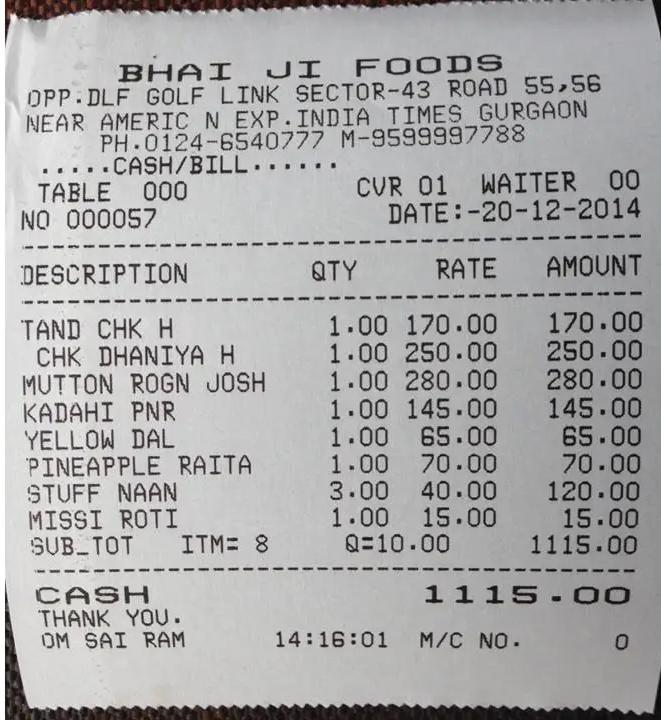 BHAI JI FOODS
OPP.DLF GOLF LINK SECTOR-43 ROAD 55,56
NEAR AMERIC N EXP.INDIA TIMES GURGAON
PH.0124-6540777 M-9599997788
.....CASH/BILL.......
TABLE 000 CVR 01 WAITER 00
NO 000057 DATE:-20-12-2014
DESCRIPTION QTY RATE AMOUNT
TAND CHK H 1.00 170.00 170.00
CHK DHANIYA H 1.00 250.00 250.00
MUTTON ROGN JOSH 1.00 280.00 280.00
KADAHI PNR 1.00 145.00 145.00
YELLOW DAL 1.00 65.00 65.00
PINEAPPLE RAITA 1.00 70.00 70.00
STUFF NAAN 3.00 40.00 120.00
MISSI ROTI 1.00 15.00 15.00
SUB_TOT ITM= 8 Q=10.00 1115.00
CASH 1115.00
THANK YOU.
OM SAI RAM 14:16:01 M/C NO. 0